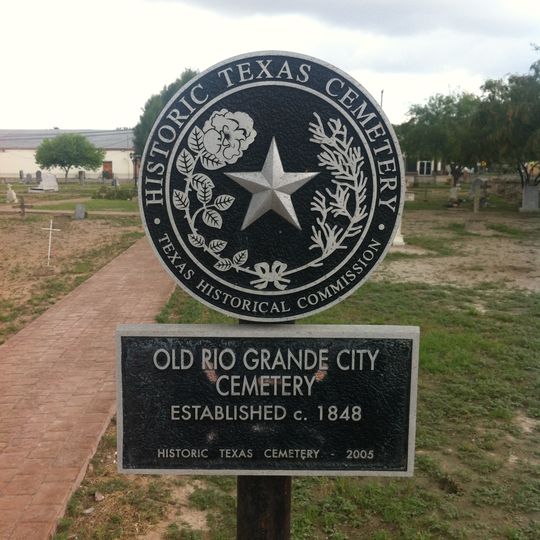 • HISTORIC TEXAS CEMETERY •
TEXAS HISTORICAL COMMISSION
OLD RIO GRANDE CITY
CEMETERY
ESTABLISHED c. 1848
HISTORIC TEXAS CEMETERY - 2005